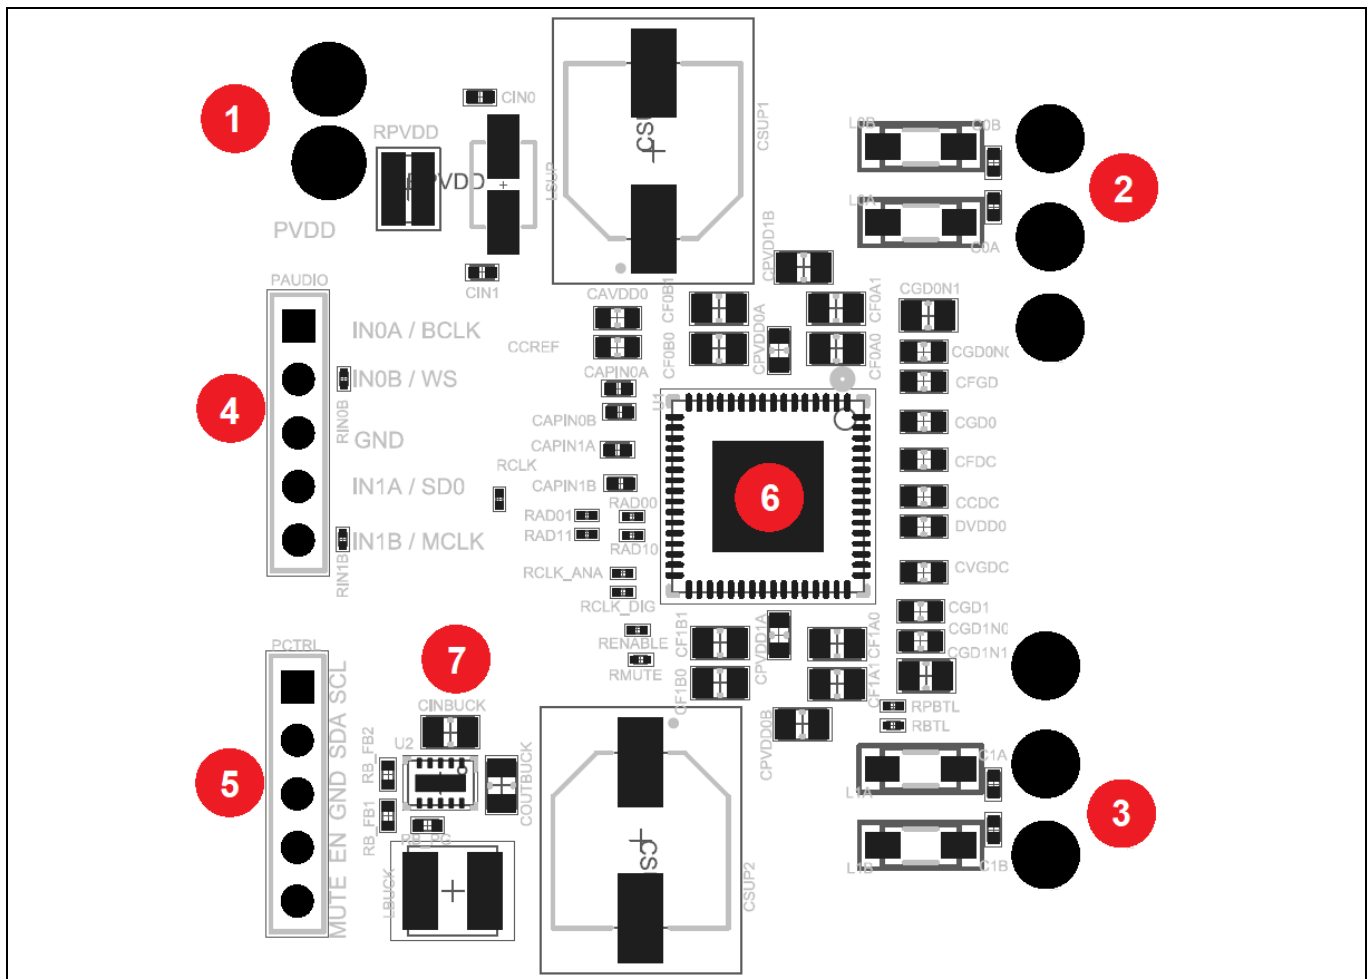 1
CIN0
RPVDD
CSUP1
L0B
C0B
2
L0A
C0A
LSUP
PVDD
CIN1
PAUDIO
IN0A / BCLK
IN0B / WS
GND
IN1A / SD0
IN1B / MCLK
RIN0B
RIN1B
4
CAVDD0
CCREF
CAPIN0A
CAPIN0B
CAPIN1A
CAPIN1B
RCLK
RAD01
RAD00
RAD11
RAD10
RCLK_ANA
RCLK_DIG
RENABLE
RMUTE
CF0B1
CF0B0
CPVDD0A
CPVDD1B
CF0A1
CF0A0
U1
6
CGD0N1
CGD0N0
CFGD
CGD0
CFDC
CCDC
DVDD0
CVGDC
CGD1
CGD1N0
CGD1N1
RPBTL
RBTL
CF1B1
CF1B0
CPVDD1A
CPVDD0B
CF1A0
CF1A1
PCTRL
MUTE EN GND SDA SCL
5
7
CINBUCK
U2
RB_FB2
RB_FB1
COUTBUCK
LBUCK
CSUP2
C1A
L1A
3
L1B
C1B